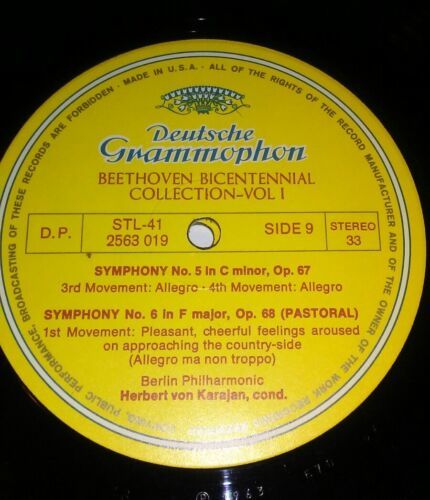 BROADCASTING OF THESE RECORDS ARE FORBIDDEN · MADE IN U.S.A. · ALL OF THE RIGHTS OF THE RECORD MANUFACTURER AND OF THE OWNER OF THE WORK
PUBLIC PERFORMANCE,
Deutsche
Grammophon
BEETHOVEN BICENTENNIAL
COLLECTION-VOL I
D.P.
STL-41
2563 019
SIDE 9
STEREO
33
SYMPHONY No. 5 in C minor, Op. 67
3rd Movement: Allegro · 4th Movement: Allegro
SYMPHONY No. 6 in F major, Op. 68 (PASTORAL)
1st Movement: Pleasant, cheerful feelings aroused
on approaching the country-side
(Allegro ma non troppo)
Berlin Philharmonic
Herbert von Karajan, cond.